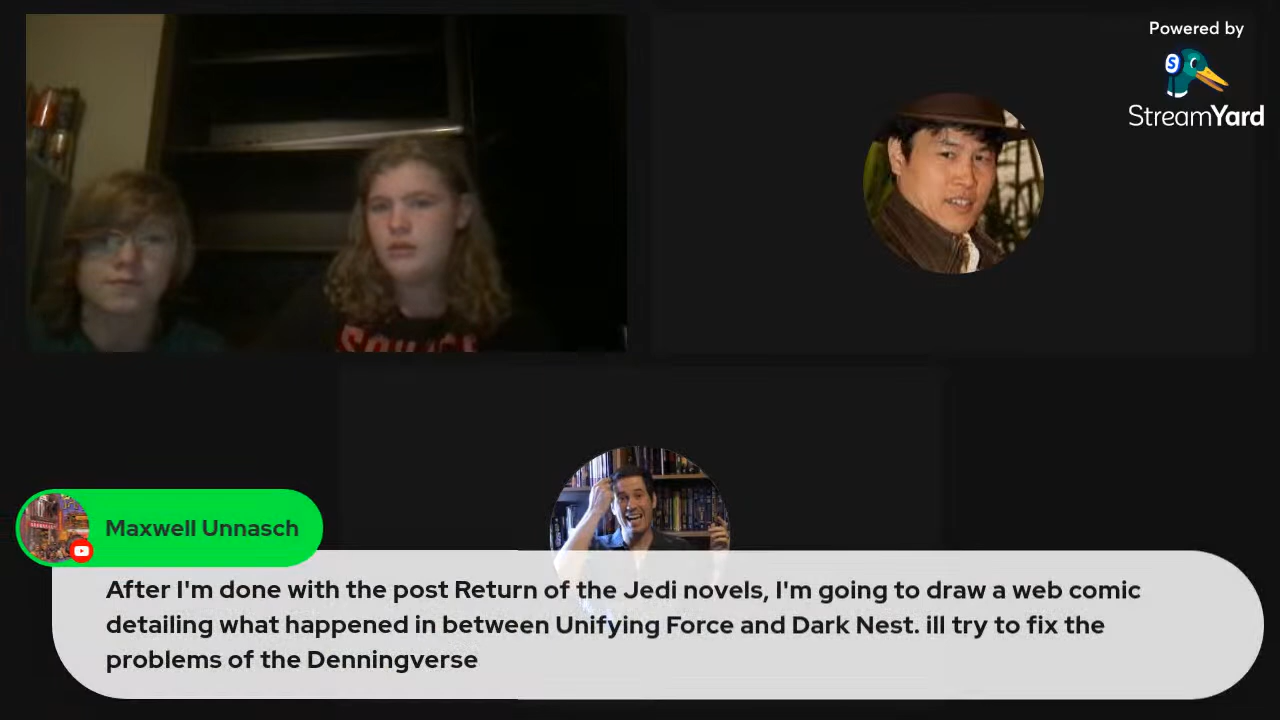 Powered by
StreamYard
Maxwell Unnasch
After I'm done with the post Return of the Jedi novels, I'm going to draw a web comic
detailing what happened in between Unifying Force and Dark Nest. ill try to fix the
problems of the Denningverse